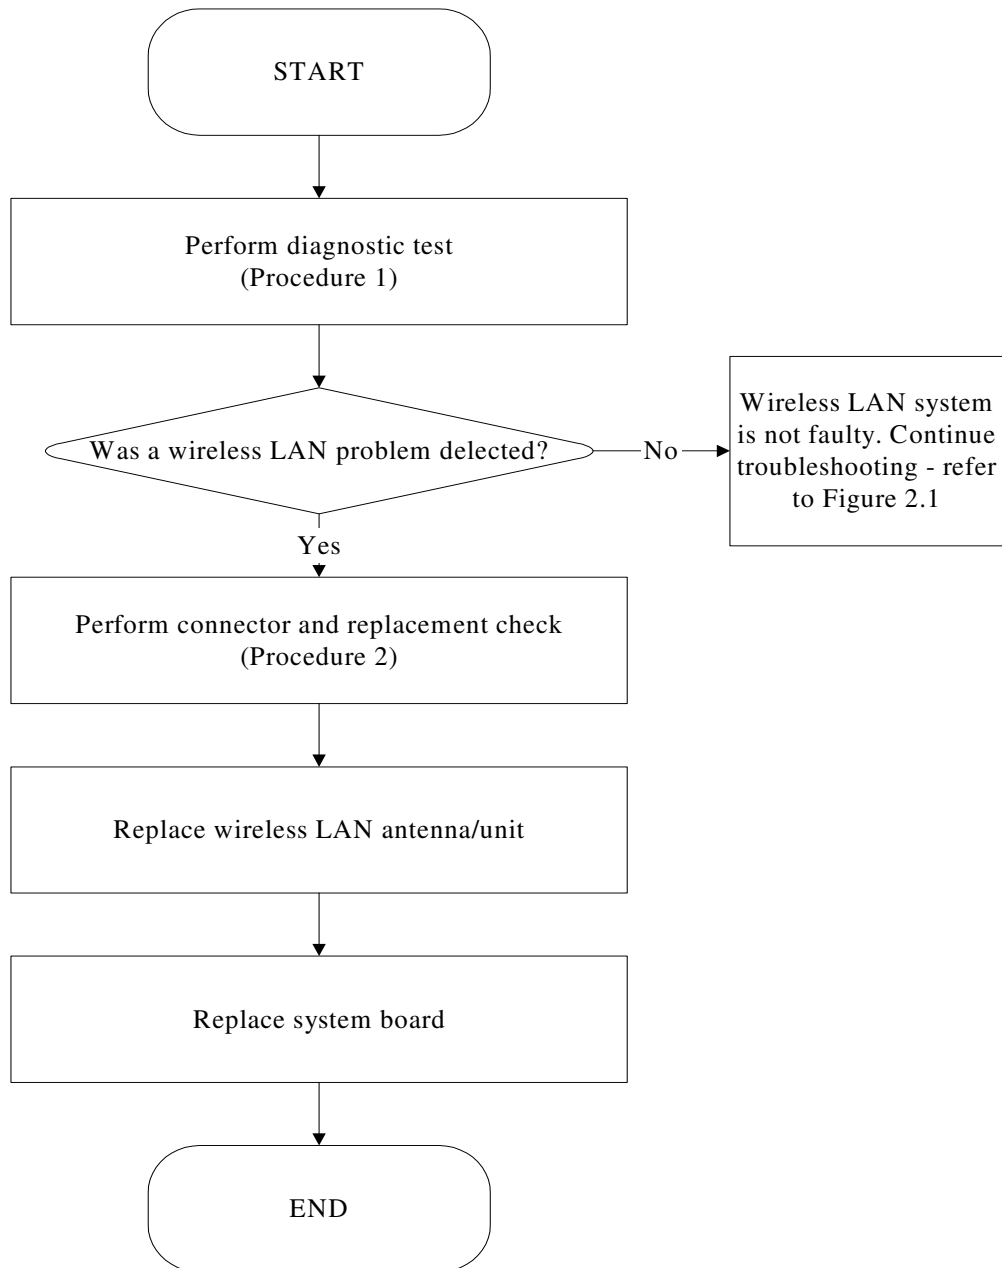 START
Perform diagnostic test
(Procedure 1)
Was a wireless LAN problem delected?
No
Wireless LAN system
is not faulty. Continue
troubleshooting - refer
to Figure 2.1
Yes
Perform connector and replacement check
(Procedure 2)
Replace wireless LAN antenna/unit
Replace system board
END